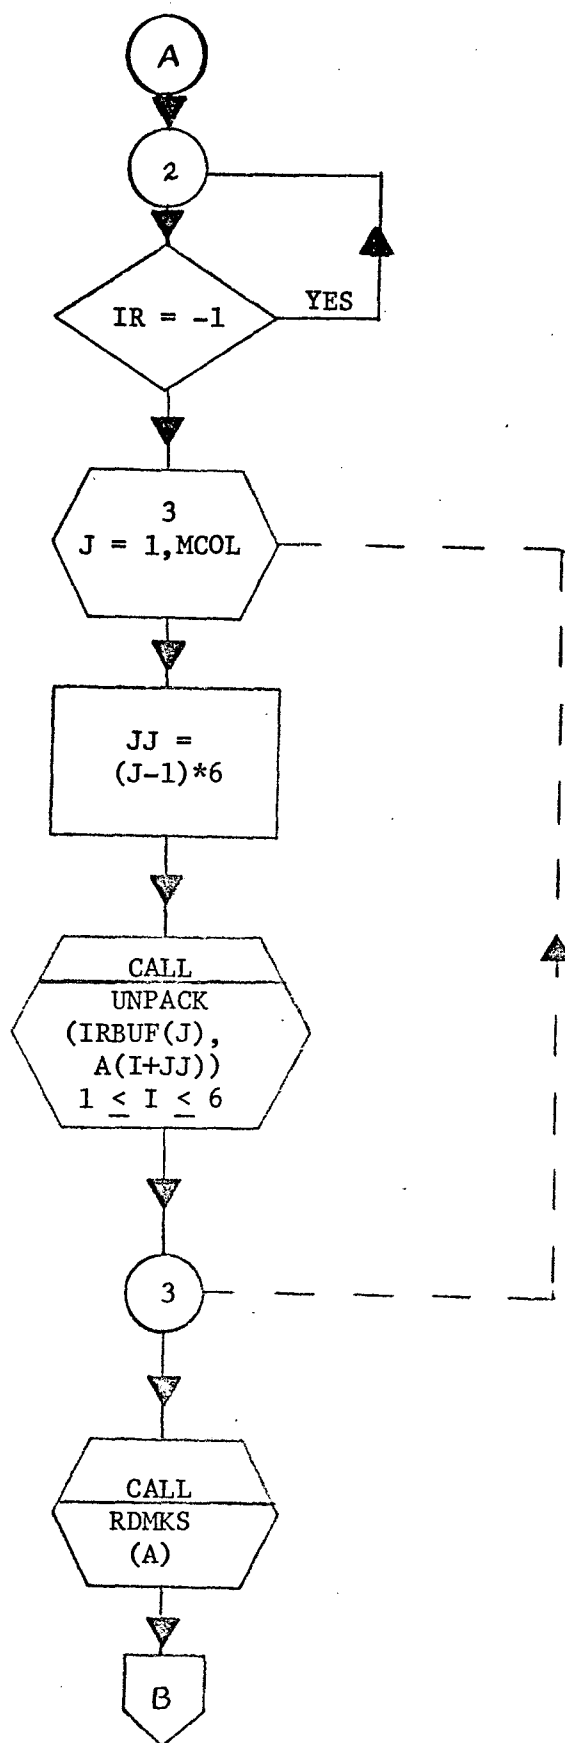 A
2
IR = -1
YES
3
J = 1,MCOL
JJ =
(J-1)*6
CALL
UNPACK
(IRBUF(J),
A(I+JJ))
1 ≤ I ≤ 6
3
CALL
RDMKS
(A)
B